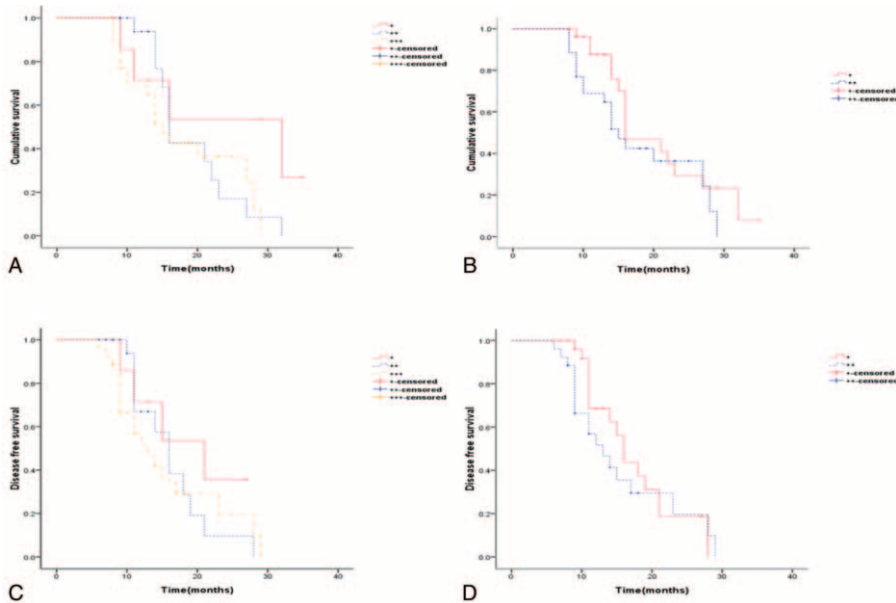 1.0
0.8
0.6
0.4
0.2
0.0
Cumulative survival
0 10 20 30 40
Time(months)
+
++
+++
+-censored
++-censored
+++-censored
A
1.0
0.8
0.6
0.4
0.2
0.0
Cumulative survival
0 10 20 30 40
Time(months)
+
++
+-censored
++-censored
B
1.0
0.8
0.6
0.4
0.2
0.0
Disease free survival
0 10 20 30 40
Time(months)
+
++
+++
+-censored
++-censored
+++-censored
C
1.0
0.8
0.6
0.4
0.2
0.0
Disease free survival
0 10 20 30 40
Time(months)
+
++
+-censored
++-censored
D